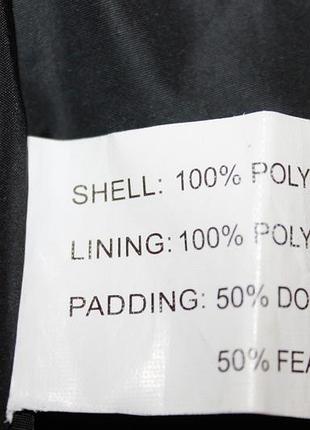 SHELL: 100% POLY
LINING: 100% POLY
PADDING: 50% DO
50% FEA